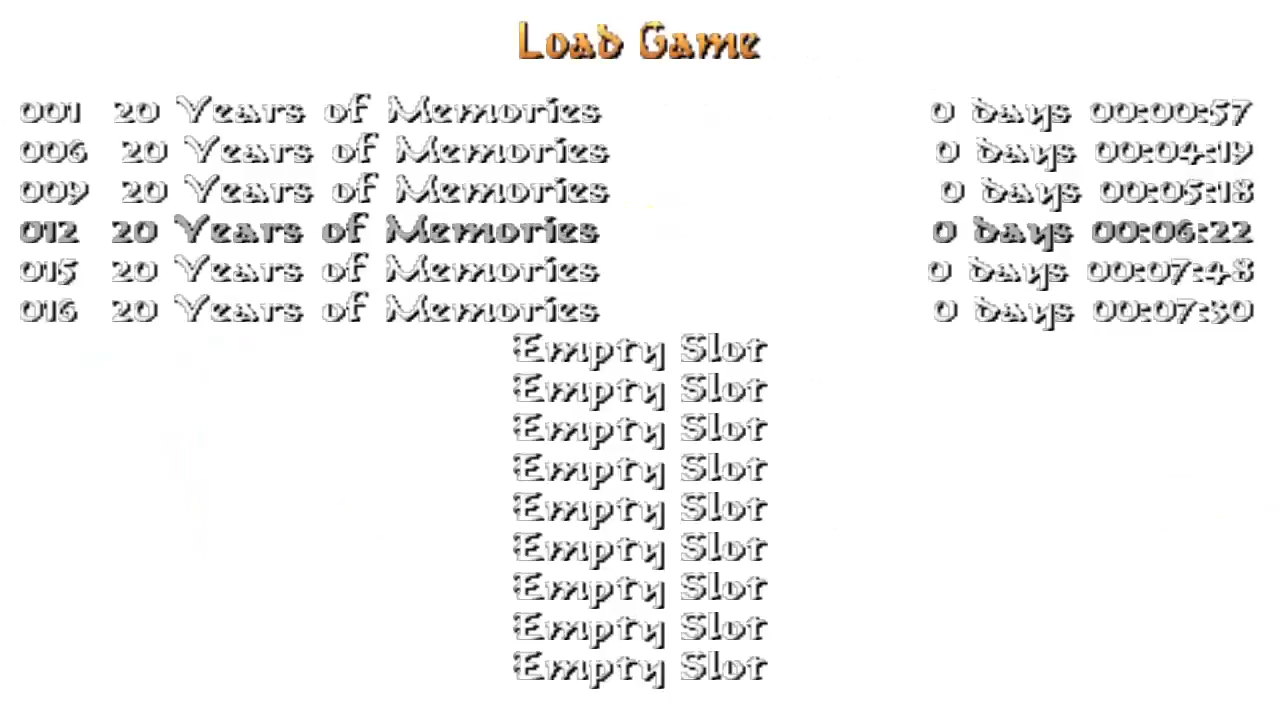 Load Game
001 20 Years of Memories 0 days 00:00:57
006 20 Years of Memories 0 days 00:04:19
009 20 Years of Memories 0 days 00:05:18
012 20 Years of Memories 0 days 00:06:22
015 20 Years of Memories 0 days 00:07:48
016 20 Years of Memories 0 days 00:07:50
Empty Slot
Empty Slot
Empty Slot
Empty Slot
Empty Slot
Empty Slot
Empty Slot
Empty Slot
Empty Slot